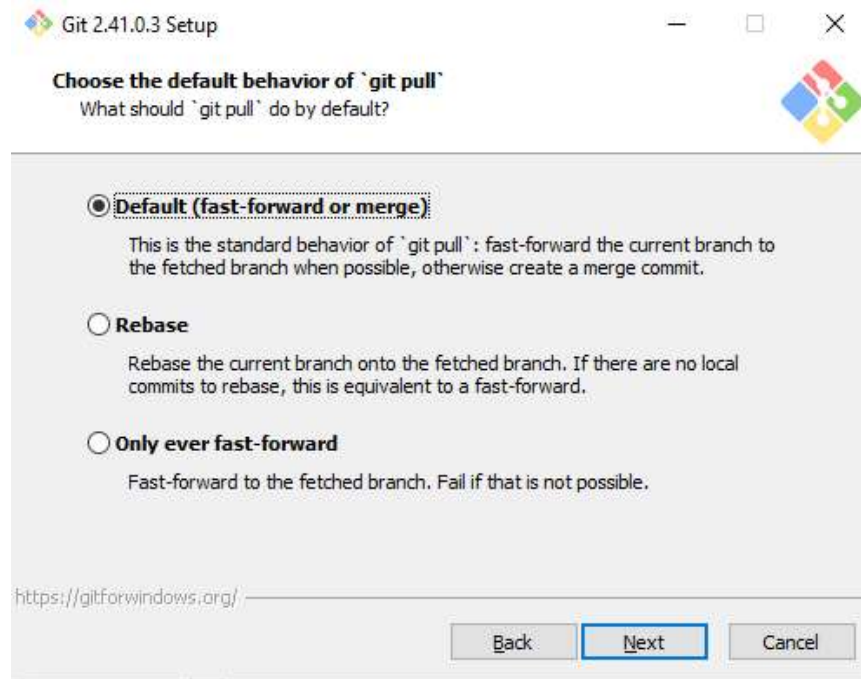 Git 2.41.0.3 Setup
Choose the default behavior of `git pull`
What should `git pull` do by default?
Default (fast-forward or merge)
This is the standard behavior of `git pull`: fast-forward the current branch to
the fetched branch when possible, otherwise create a merge commit.
Rebase
Rebase the current branch onto the fetched branch. If there are no local
commits to rebase, this is equivalent to a fast-forward.
Only ever fast-forward
Fast-forward to the fetched branch. Fail if that is not possible.
https://gitforwindows.org/
Back Next Cancel